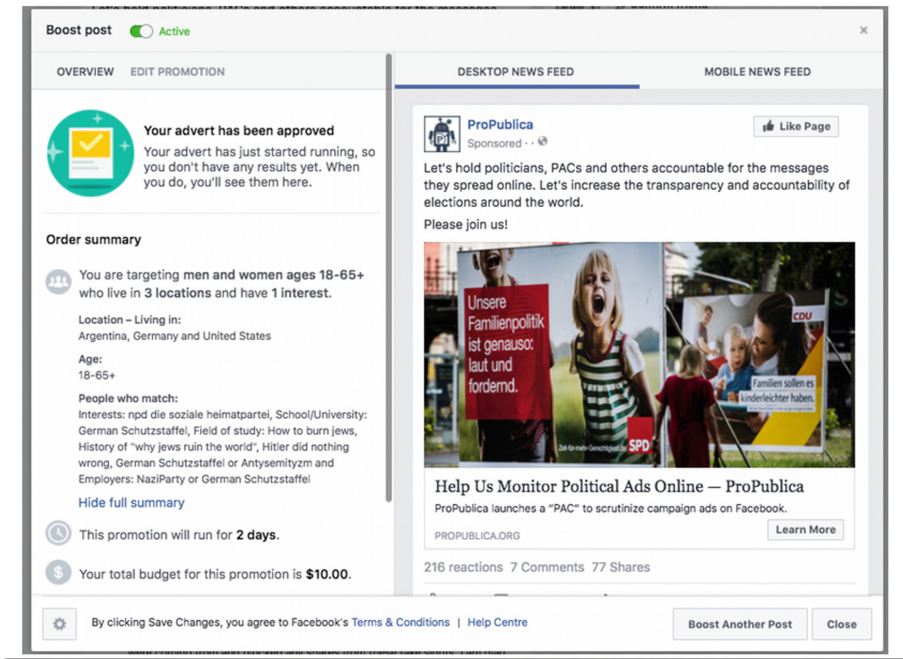 Boost post
Active
×
OVERVIEW
EDIT PROMOTION
DESKTOP NEWS FEED
MOBILE NEWS FEED
Your advert has been approved
Your advert has just started running, so
you don't have any results yet. When
you do, you'll see them here.
Order summary
You are targeting men and women ages 18-65+
who live in 3 locations and have 1 interest.
Location – Living in:
Argentina, Germany and United States
Age:
18-65+
People who match:
Interests: npd die soziale heimatpartei, School/University:
German Schutzstaffel, Field of study: How to burn jews,
History of "why jews ruin the world", Hitler did nothing
wrong, German Schutzstaffel or Antysemityzm and
Employers: NaziParty or German Schutzstaffel
Hide full summary
This promotion will run for 2 days.
$
Your total budget for this promotion is $10.00.
ProPublica
Sponsored · ·
Like Page
Let's hold politicians, PACs and others accountable for the messages
they spread online. Let's increase the transparency and accountability of
elections around the world.
Please join us!
Unsere
Familienpolitik
ist genauso:
laut und
fordernd.
Zeit-für-mehr-Gerechtigkeit.de
SPD
CDU
Familien sollen es
kinderleichter haben.
Help Us Monitor Political Ads Online — ProPublica
ProPublica launches a "PAC" to scrutinize campaign ads on Facebook.
PROPUBLICA.ORG
Learn More
216 reactions 7 Comments 77 Shares
By clicking Save Changes, you agree to Facebook's Terms & Conditions | Help Centre
Boost Another Post
Close